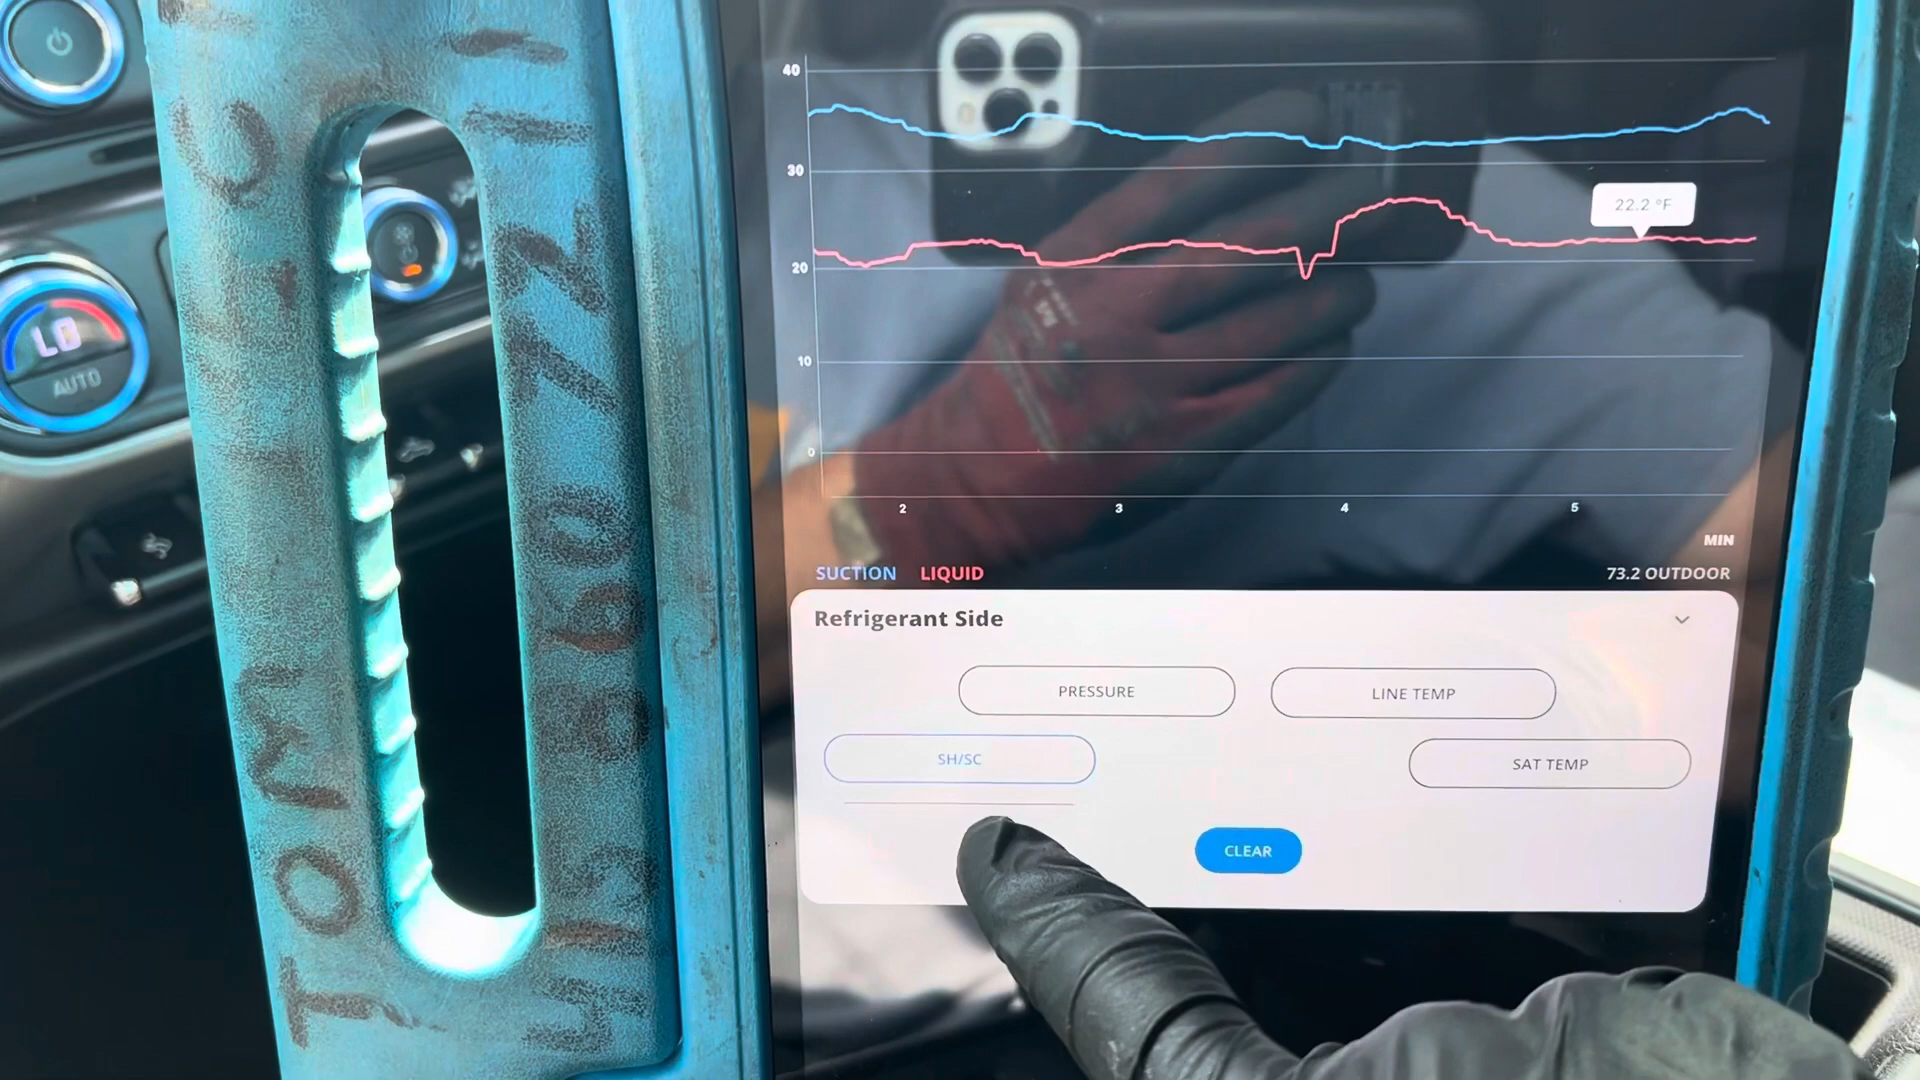 LO
AUTO
TOM
40
30
20
10
0
22.2 °F
2 3 4 5
MIN
SUCTION LIQUID
73.2 OUTDOOR
Refrigerant Side
PRESSURE
LINE TEMP
SH/SC
SAT TEMP
CLEAR